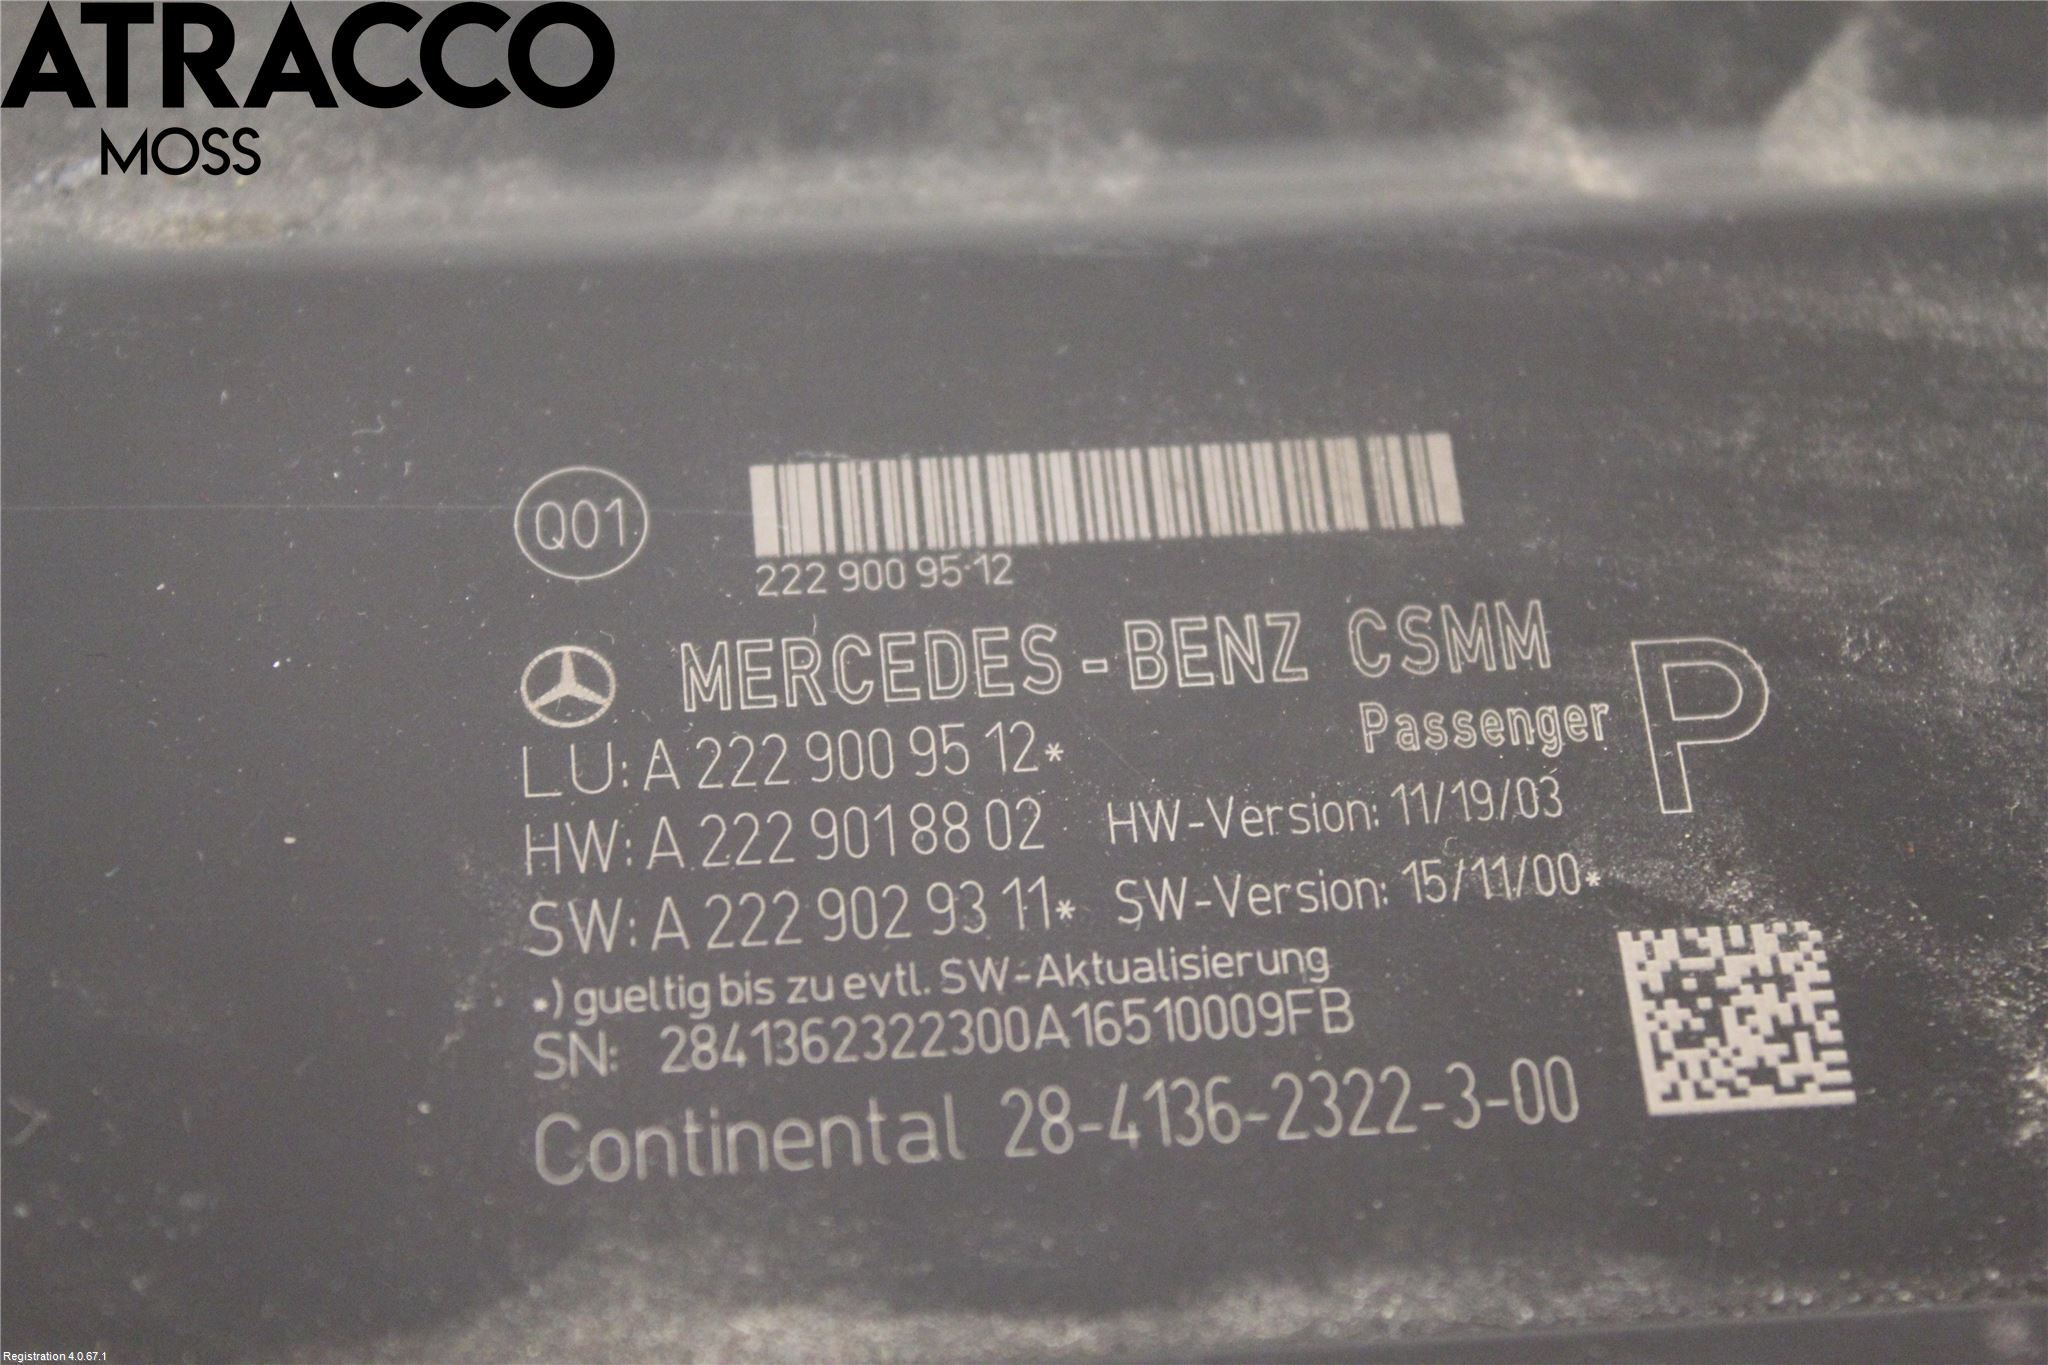 ATRACCO
MOSS
Q01
222 900 95 12
MERCEDES-BENZ CSMM
Passenger P
LU: A 222 900 95 12*
HW: A 222 901 88 02 HW-Version: 11/19/03
SW: A 222 902 93 11* SW-Version: 15/11/00*
*) gueltig bis zu evtl. SW-Aktualisierung
SN: 2841362322300A16510009FB
Continental 28-4136-2322-3-00
Registration 4.0.67.1